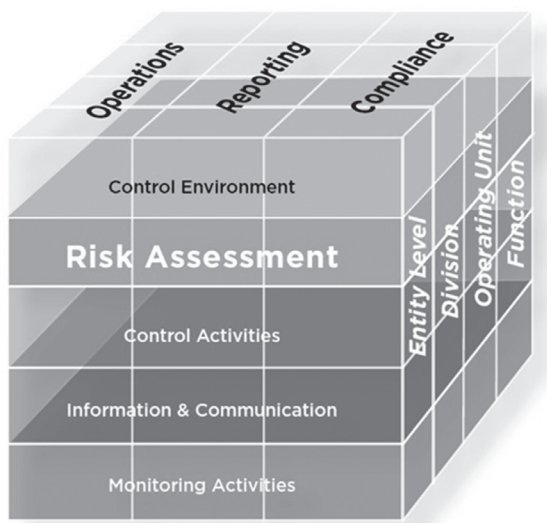 Operations
Reporting
Compliance
Control Environment
Risk Assessment
Control Activities
Information & Communication
Monitoring Activities
Entity Level
Division
Operating Unit
Function